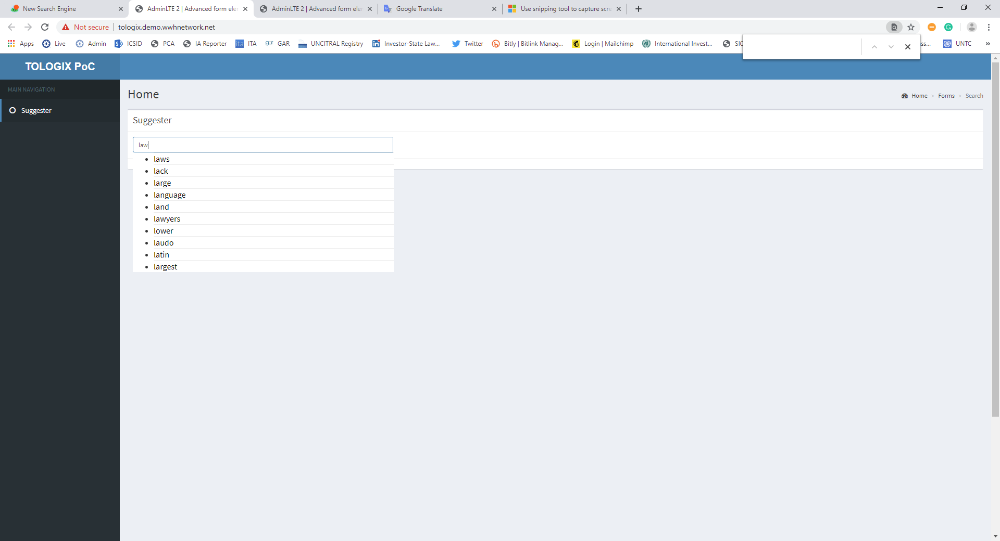 New Search Engine
AdminLTE 2 | Advanced form eler
AdminLTE 2 | Advanced form eler
Google Translate
Use snipping tool to capture scre
Not secure
tologix.demo.wwhnetwork.net
Apps
Live
Admin
ICSID
PCA
IA Reporter
ITA
GAR
UNCITRAL Registry
Investor-State Law...
Twitter
Bitly | Bitlink Manag...
Login | Mailchimp
International Invest...
UNTC
TOLOGIX PoC
MAIN NAVIGATION
Suggester
Home
Home > Forms > Search
Suggester
law
laws
lack
large
language
land
lawyers
lower
laudo
latin
largest